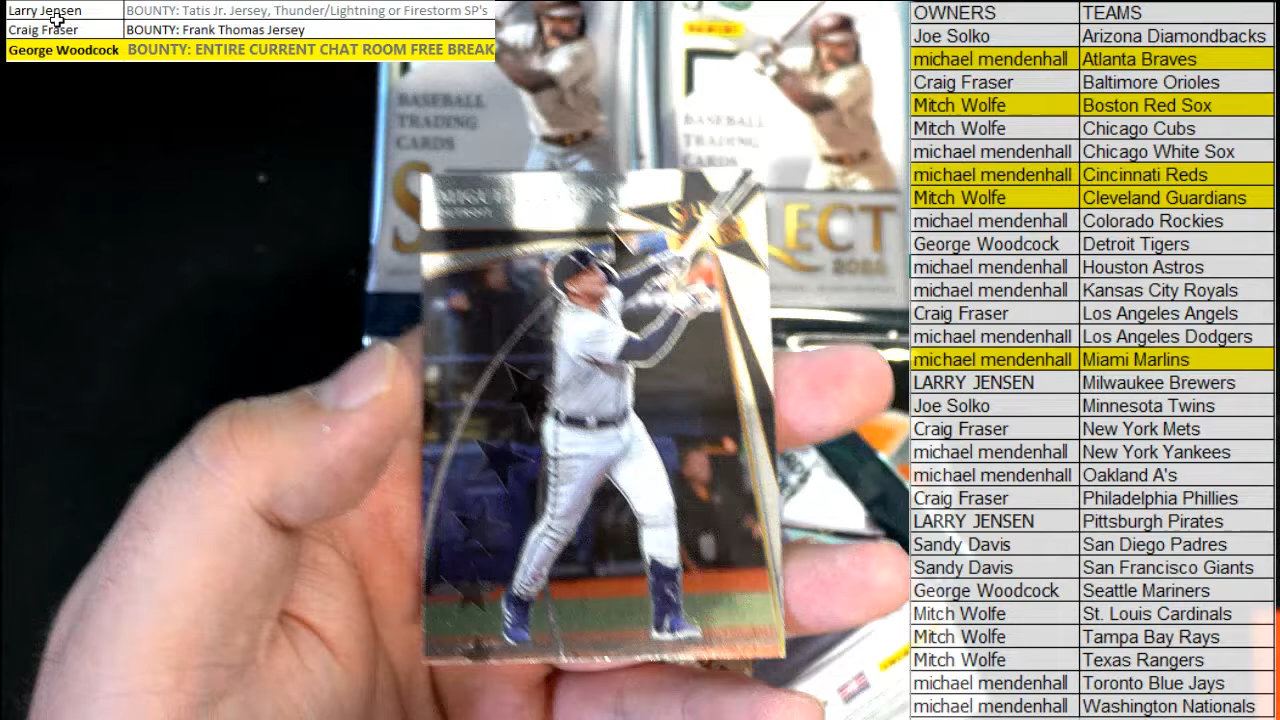 Larry Jensen BOUNTY: Tatis Jr. Jersey, Thunder/Lightning or Firestorm SP's
Craig Fraser BOUNTY: Frank Thomas Jersey
George Woodcock BOUNTY: ENTIRE CURRENT CHAT ROOM FREE BREAK
BASEBALL
TRADING
CARDS
BASEBALL
TRADING
CARDS
LECT
OWNERS TEAMS
Joe Solko Arizona Diamondbacks
michael mendenhall Atlanta Braves
Craig Fraser Baltimore Orioles
Mitch Wolfe Boston Red Sox
Mitch Wolfe Chicago Cubs
michael mendenhall Chicago White Sox
michael mendenhall Cincinnati Reds
Mitch Wolfe Cleveland Guardians
michael mendenhall Colorado Rockies
George Woodcock Detroit Tigers
michael mendenhall Houston Astros
michael mendenhall Kansas City Royals
Craig Fraser Los Angeles Angels
michael mendenhall Los Angeles Dodgers
michael mendenhall Miami Marlins
LARRY JENSEN Milwaukee Brewers
Joe Solko Minnesota Twins
Craig Fraser New York Mets
michael mendenhall New York Yankees
michael mendenhall Oakland A's
Craig Fraser Philadelphia Phillies
LARRY JENSEN Pittsburgh Pirates
Sandy Davis San Diego Padres
Sandy Davis San Francisco Giants
George Woodcock Seattle Mariners
Mitch Wolfe St. Louis Cardinals
Mitch Wolfe Tampa Bay Rays
Mitch Wolfe Texas Rangers
michael mendenhall Toronto Blue Jays
michael mendenhall Washington Nationals